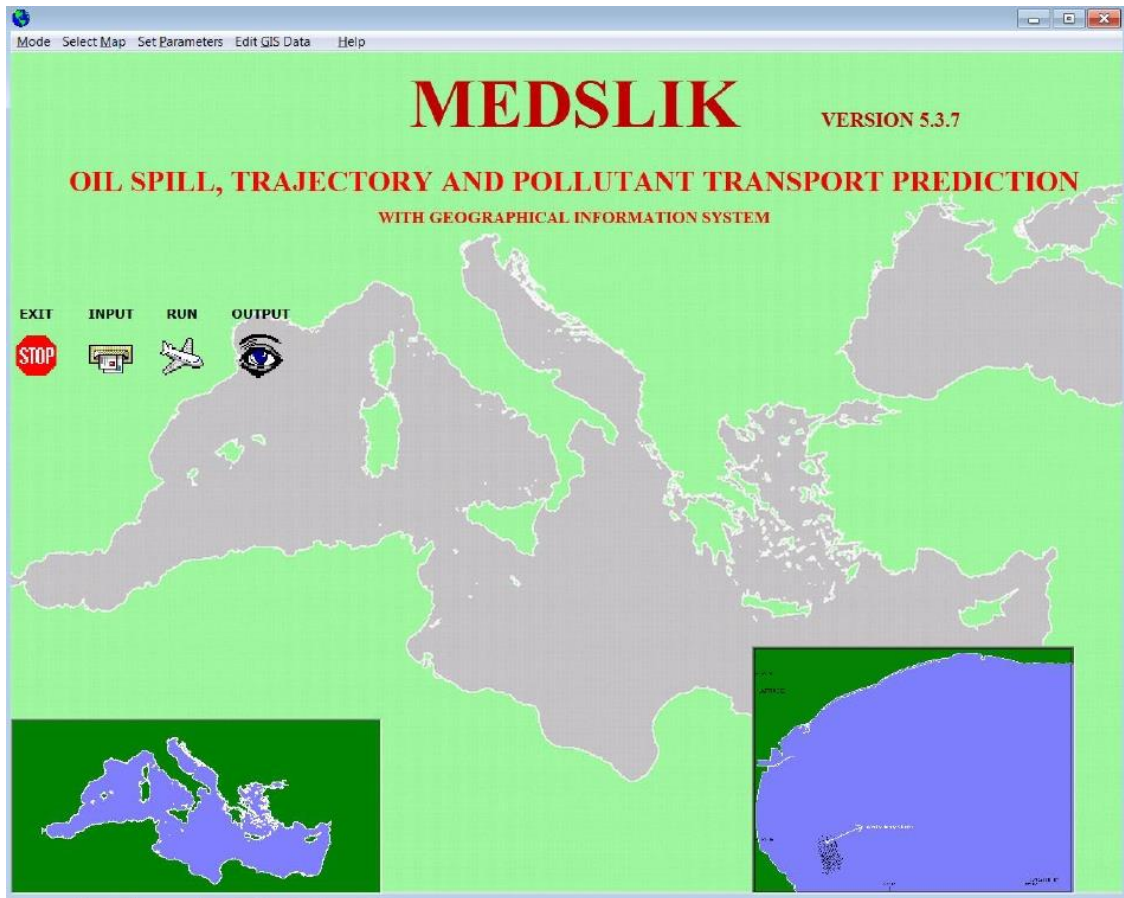 Mode Select Map Set Parameters Edit GIS Data Help
MEDSLIK VERSION 5.3.7
OIL SPILL, TRAJECTORY AND POLLUTANT TRANSPORT PREDICTION
WITH GEOGRAPHICAL INFORMATION SYSTEM
EXIT INPUT RUN OUTPUT
STOP